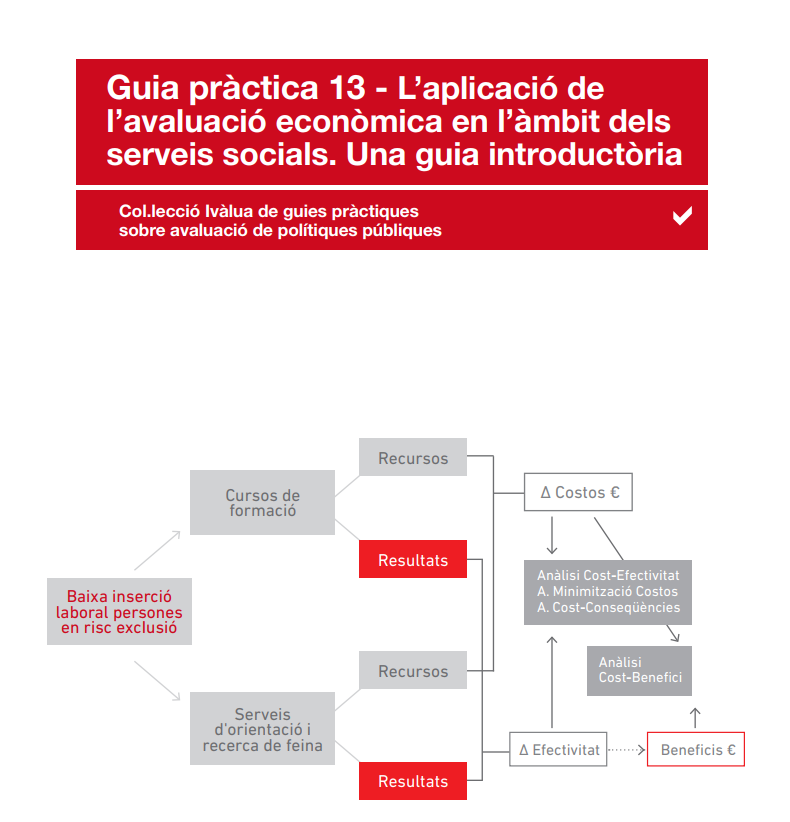 Guia pràctica 13 - L’aplicació de
l’avaluació econòmica en l’àmbit dels
serveis socials. Una guia introductòria
Col.lecció Ivàlua de guies pràctiques
sobre avaluació de polítiques públiques
Recursos
Cursos de
formació
Δ Costos €
Resultats
Anàlisi Cost-Efectivitat
A. Minimització Costos
A. Cost-Conseqüències
Baixa inserció
laboral persones
en risc exclusió
Recursos
Anàlisi
Cost-Benefici
Serveis
d'orientació i
recerca de feina
Δ Efectivitat
Beneficis €
Resultats